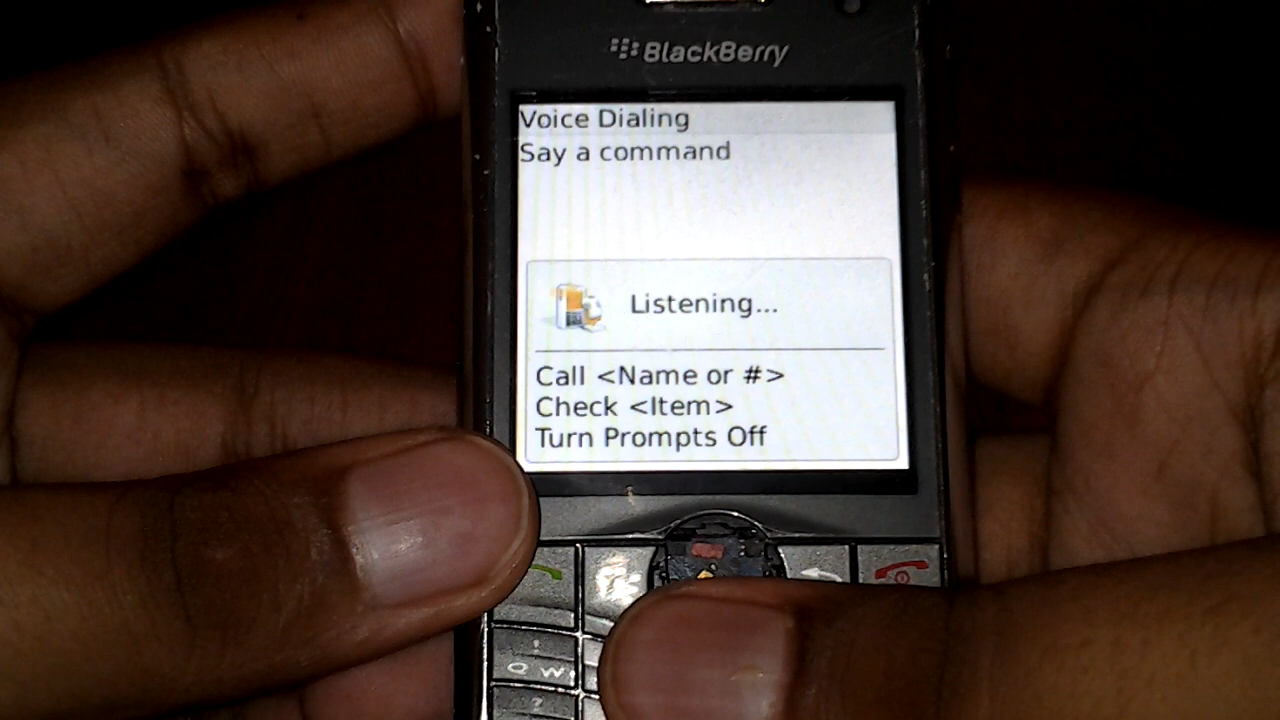 BlackBerry
Voice Dialing
Say a command
Listening...
Call <Name or #>
Check <Item>
Turn Prompts Off
!
Q W
?